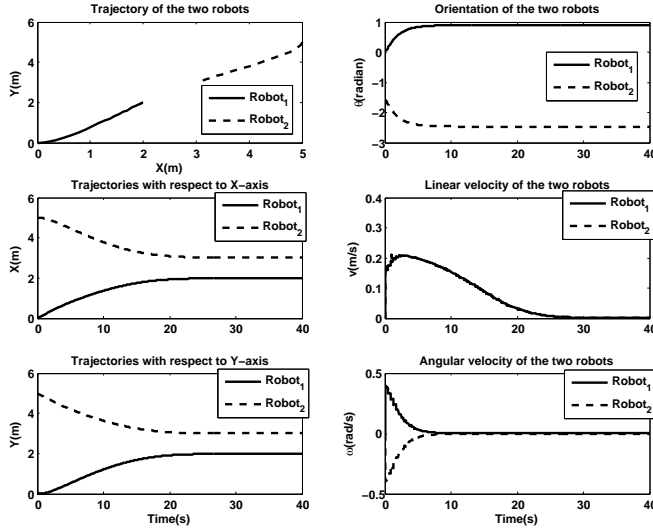 Trajectory of the two robots
6
4
2
0
Y(m)
0 1 2 3 4 5
X(m)
Robot1
Robot2
Orientation of the two robots
1
0
−1
−2
−3
θ(radian)
0 10 20 30 40
Robot1
Robot2
Trajectories with respect to X−axis
6
4
2
0
X(m)
0 10 20 30 40
Robot1
Robot2
Linear velocity of the two robots
0.4
0.3
0.2
0.1
0
v(m/s)
0 10 20 30 40
Robot1
Robot2
Trajectories with respect to Y−axis
6
4
2
0
Y(m)
0 10 20 30 40
Time(s)
Robot1
Robot2
Angular velocity of the two robots
0.5
0
−0.5
ω(rad/s)
0 10 20 30 40
Time(s)
Robot1
Robot2